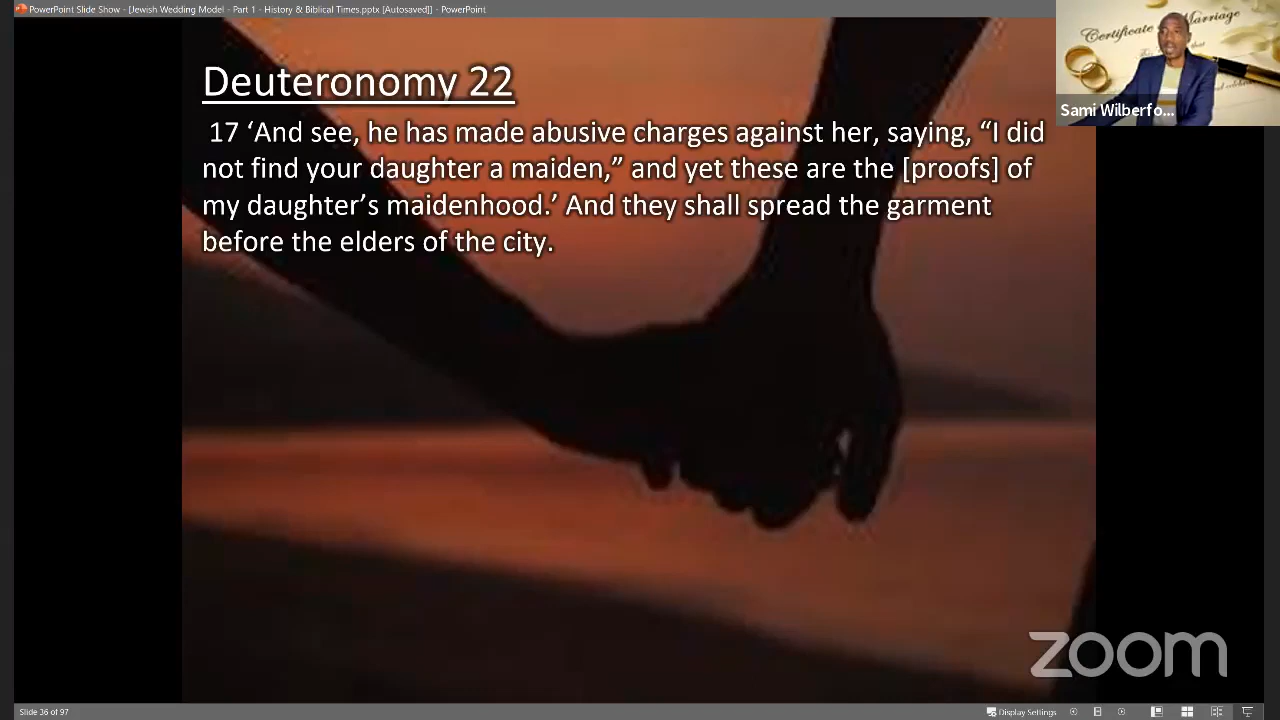 PowerPoint Slide Show - [Jewish Wedding Model - Part 1 - History & Biblical Times.pptx [Autosaved]] - PowerPoint
Certificate Marriage
Sami Wilberfo...
Deuteronomy 22
17 ‘And see, he has made abusive charges against her, saying, “I did
not find your daughter a maiden,” and yet these are the [proofs] of
my daughter’s maidenhood.’ And they shall spread the garment
before the elders of the city.
zoom
Slide 36 of 97
Display Settings